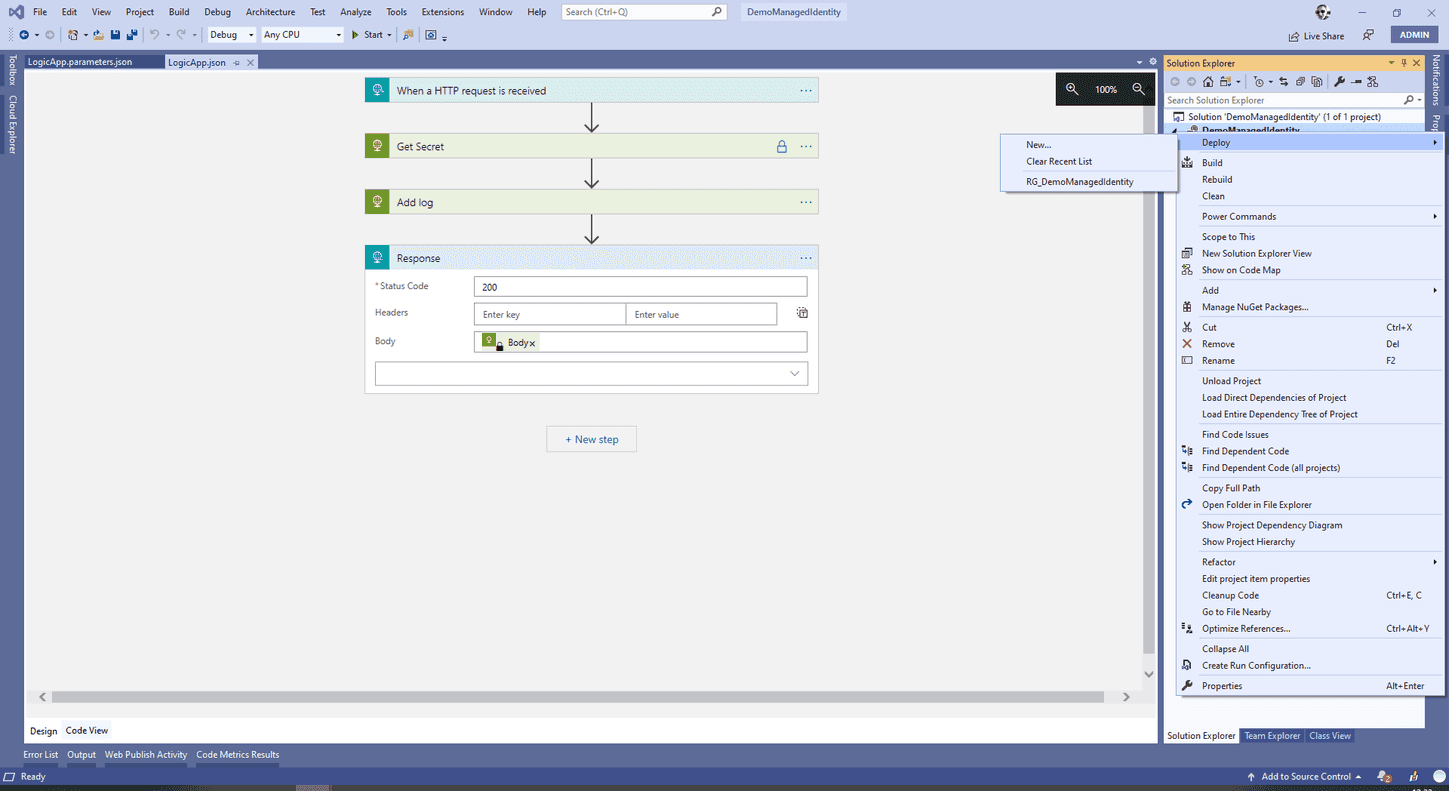 File Edit View Project Build Debug Architecture Test Analyze Tools Extensions Window Help Search (Ctrl+Q) DemoManagedIdentity
Debug Any CPU Start Live Share ADMIN
LogicApp.parameters.json LogicApp.json
Toolbox
Cloud Explorer
When a HTTP request is received
100%
Get Secret
Add log
Response
* Status Code 200
Headers Enter key Enter value
Body Body x
+ New step
Design Code View
Solution Explorer
Search Solution Explorer
Solution 'DemoManagedIdentity' (1 of 1 project)
DemoManagedIdentity
New...
Clear Recent List
RG_DemoManagedIdentity
Deploy
Build
Rebuild
Clean
Power Commands
Scope to This
New Solution Explorer View
Show on Code Map
Add
Manage NuGet Packages...
Cut Ctrl+X
Remove Del
Rename F2
Unload Project
Load Direct Dependencies of Project
Load Entire Dependency Tree of Project
Find Code Issues
Find Dependent Code
Find Dependent Code (all projects)
Copy Full Path
Open Folder in File Explorer
Show Project Dependency Diagram
Show Project Hierarchy
Refactor
Edit project item properties
Cleanup Code Ctrl+E, C
Go to File Nearby
Optimize References... Ctrl+Alt+Y
Collapse All
Create Run Configuration...
Properties Alt+Enter
Notifications
Solution Explorer Team Explorer Class View
Error List Output Web Publish Activity Code Metrics Results
Ready Add to Source Control 2